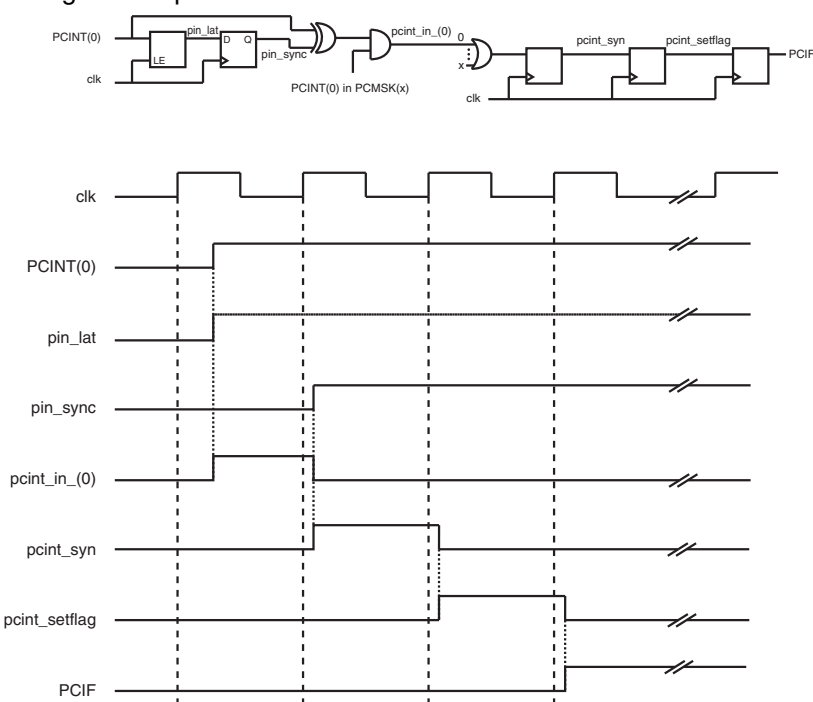 PCINT(0)
pin_lat
D Q
LE
pin_sync
clk
pcint_in_(0)
0
x
PCINT(0) in PCMSK(x)
clk
pcint_syn
pcint_setflag
PCIF
clk
PCINT(0)
pin_lat
pin_sync
pcint_in_(0)
pcint_syn
pcint_setflag
PCIF